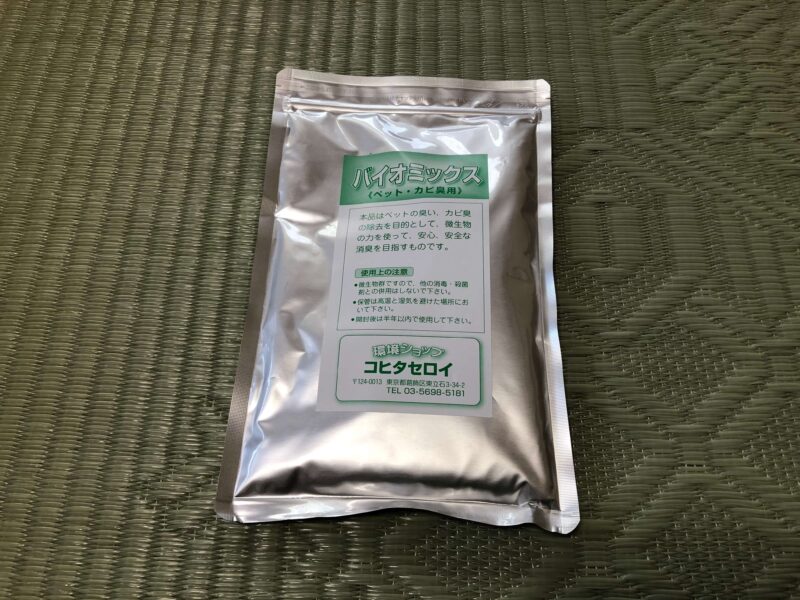 バイオミックス
《ペット・カビ臭用》
本品はペットの臭い、カビ臭
の除去を目的として、微生物
の力を使って、安心、安全な
消臭を目指すものです。
使用上の注意
●微生物群ですので、他の消毒・殺菌
剤との併用はしないで下さい。
●保管は高温と湿気を避けた場所にお
いて下さい。
●開封後は半年以内で使用して下さい。
環境ショップ
コヒタセロイ
〒124-0013 東京都葛飾区東立石3-34-2
TEL 03-5698-5181